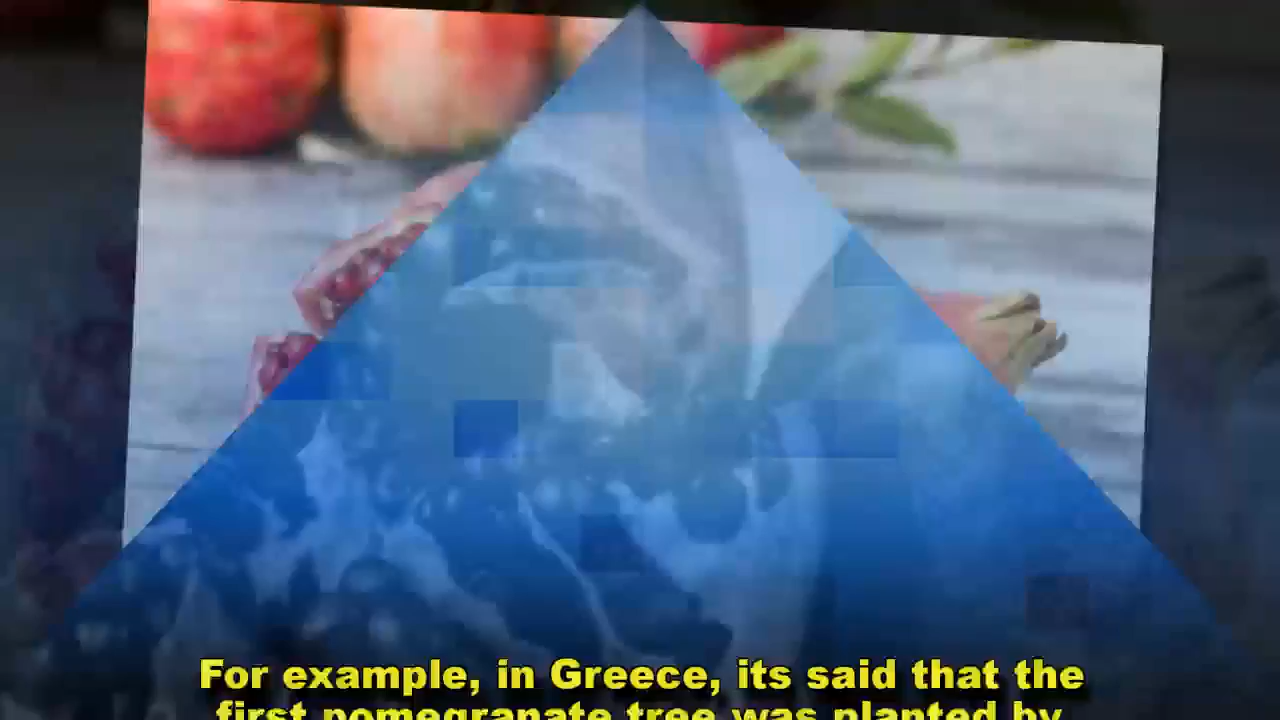 For example, in Greece, its said that the
first pomegranate tree was planted by